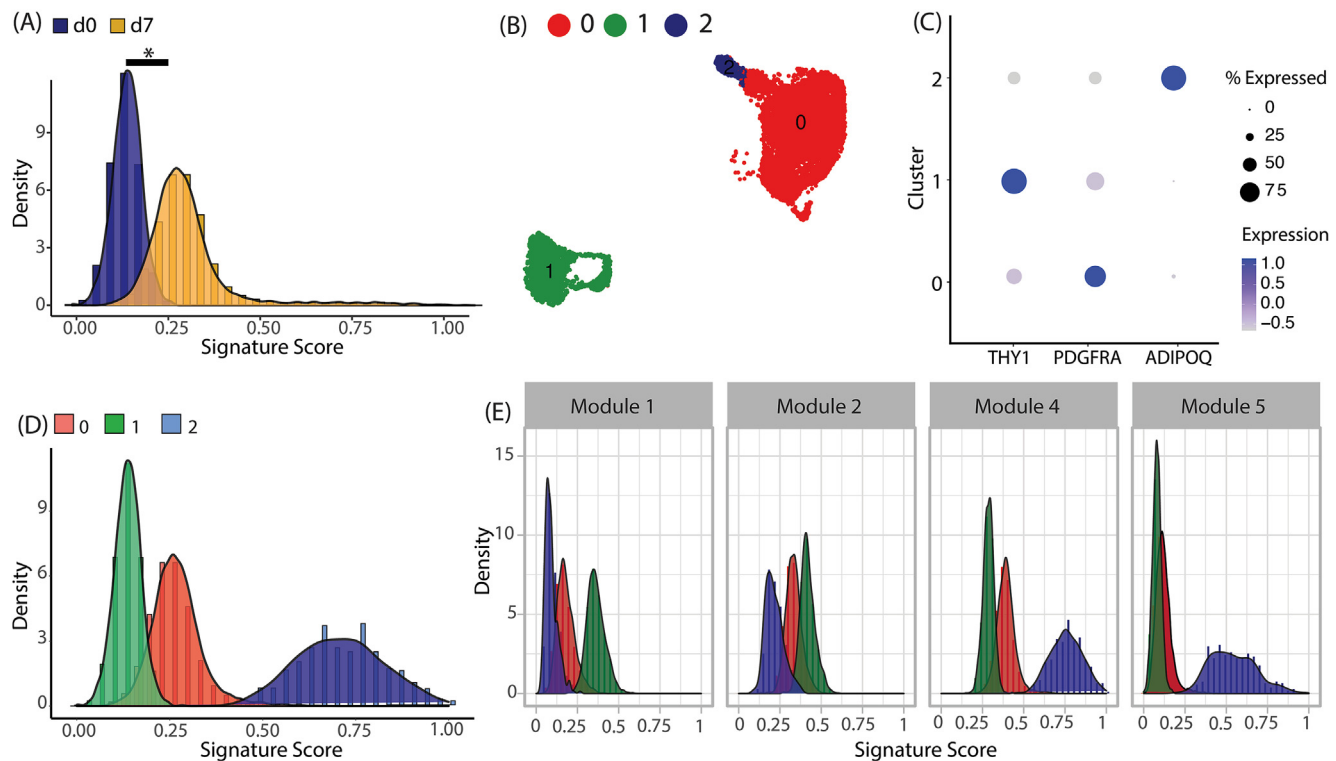 (A) d0 d7
*
Density
9
6
3
0
0.00 0.25 0.50 0.75 1.00
Signature Score
(B) 0 1 2
2
0
1
(C)
Cluster
2
1
0
THY1 PDGFRA ADIPOQ
% Expressed
0
25
50
75
Expression
1.0
0.5
0.0
−0.5
(D) 0 1 2
Density
9
6
3
0
0.00 0.25 0.50 0.75 1.00
Signature Score
(E)
Module 1 Module 2 Module 4 Module 5
Density
15
10
5
0
0 0.25 0.5 0.75 1 0 0.25 0.5 0.75 1 0 0.25 0.5 0.75 1 0 0.25 0.5 0.75 1
Signature Score